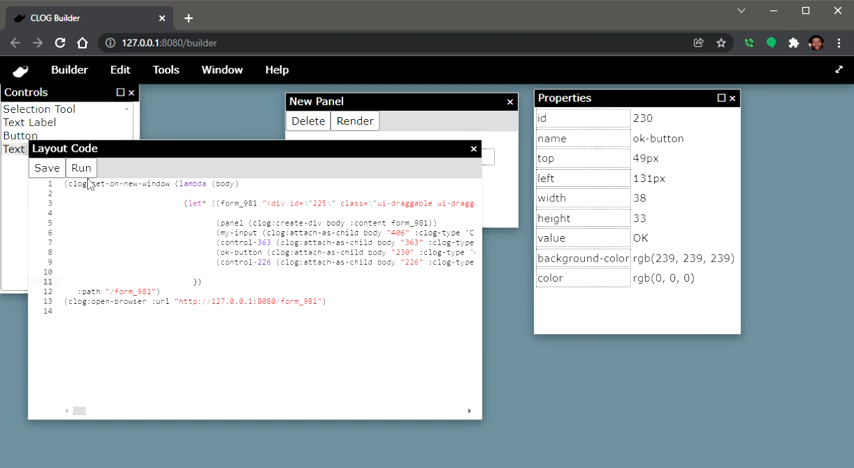 CLOG Builder
127.0.0.1:8080/builder
Builder Edit Tools Window Help
Controls
Selection Tool
Text Label
Button
Text
New Panel
Delete Render
Layout Code
Save Run
1 (clog:set-on-new-window (lambda (body)
2
3 (let* ((form_981 "<div id=\"225\" class=\"ui-draggable ui-dragg
4
5 (panel (clog:create-div body :content form_981))
6 (my-input (clog:attach-as-child body "406" :clog-type 'C
7 (control-363 (clog:attach-as-child body "363" :clog-type
8 (ok-button (clog:attach-as-child body "230" :clog-type '
9 (control-226 (clog:attach-as-child body "226" :clog-type
10
11 ))
12 :path "/form_981")
13 (clog:open-browser :url "http://127.0.0.1:8080/form_981")
14
Properties
id 230
name ok-button
top 49px
left 131px
width 38
height 33
value OK
background-color rgb(239, 239, 239)
color rgb(0, 0, 0)